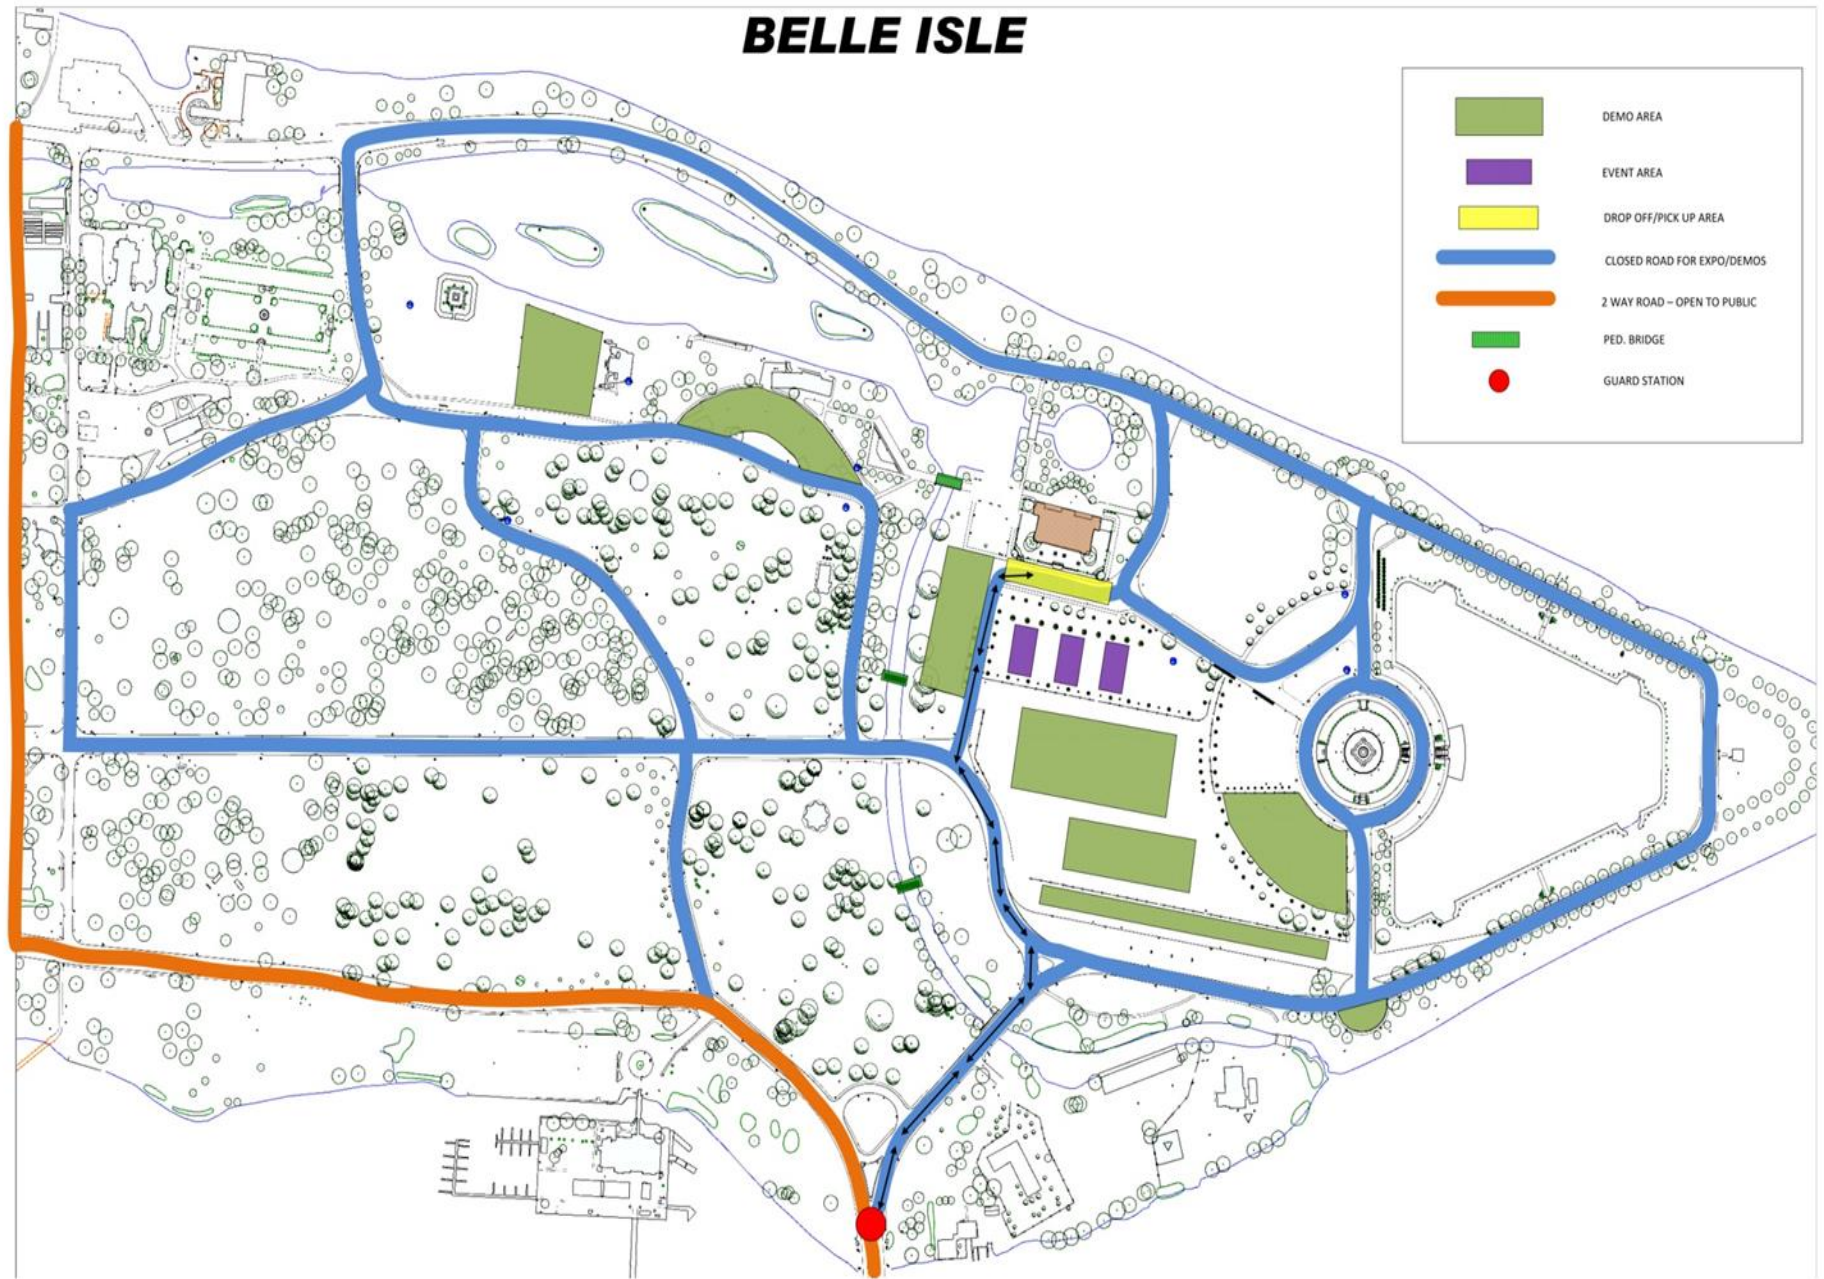 BELLE ISLE
DEMO AREA
EVENT AREA
DROP OFF/PICK UP AREA
CLOSED ROAD FOR EXPO/DEMOS
2 WAY ROAD – OPEN TO PUBLIC
PED. BRIDGE
GUARD STATION